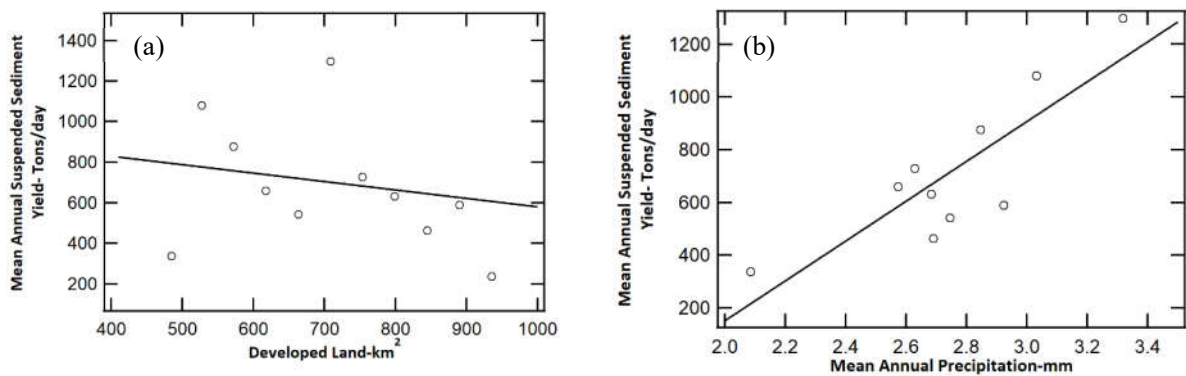 (a)
Mean Annual Suspended Sediment
Yield- Tons/day
1400
1200
1000
800
600
400
200
400 500 600 700 800 900 1000
Developed Land-km2
(b)
Mean Annual Suspended Sediment
Yield- Tons/day
1200
1000
800
600
400
200
2.0 2.2 2.4 2.6 2.8 3.0 3.2 3.4
Mean Annual Precipitation-mm